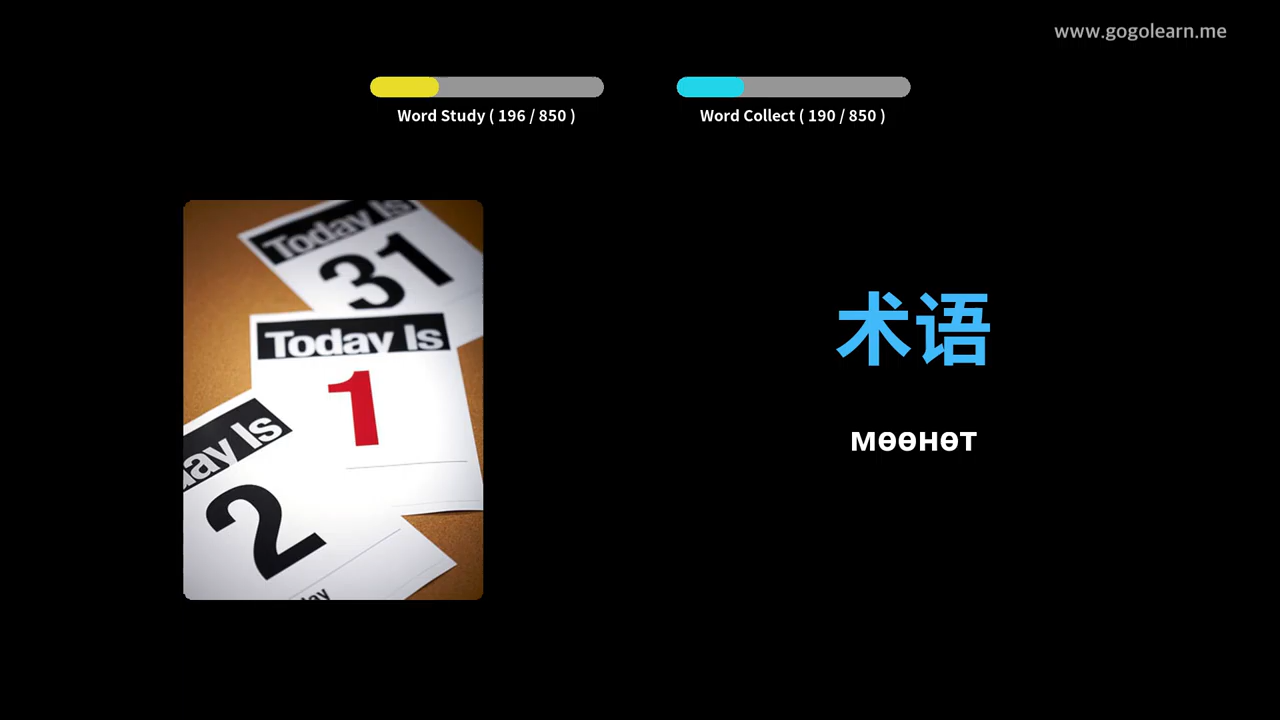 www.gogolearn.me
Word Study ( 196 / 850 )
Word Collect ( 190 / 850 )
Today Is
31
Today Is
1
ay Is
2
day
术语
мөөнөт